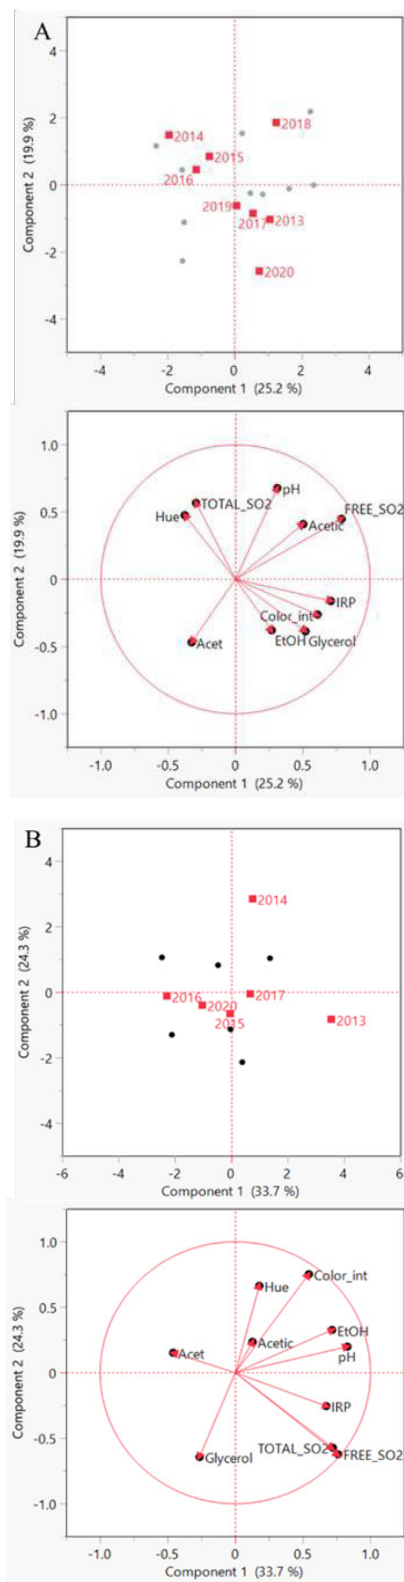 A
4
2
0
-2
-4
2018
2014
2015
2016
2019
2017
2013
2020
-4
-2
0
2
4
Component 2 (19.9 %)
Component 1 (25.2 %)
1.0
0.5
0
-0.5
-1.0
pH
TOTAL_SO2
FREE_SO2
Hue
Acetic
IRP
Color_int
EtOH
Glycerol
Acet
-1.0
-0.5
0
0.5
1.0
Component 2 (19.9 %)
Component 1 (25.2 %)
B
4
2
0
-2
-4
2014
2016
2017
2020
2015
2013
-6
-4
-2
0
2
4
6
Component 2 (24.3 %)
Component 1 (33.7 %)
1.0
0.5
0
-0.5
-1.0
Color_int
Hue
EtOH
Acetic
pH
Acet
IRP
TOTAL_SO2
FREE_SO2
Glycerol
-1.0
-0.5
0
0.5
1.0
Component 2 (24.3 %)
Component 1 (33.7 %)